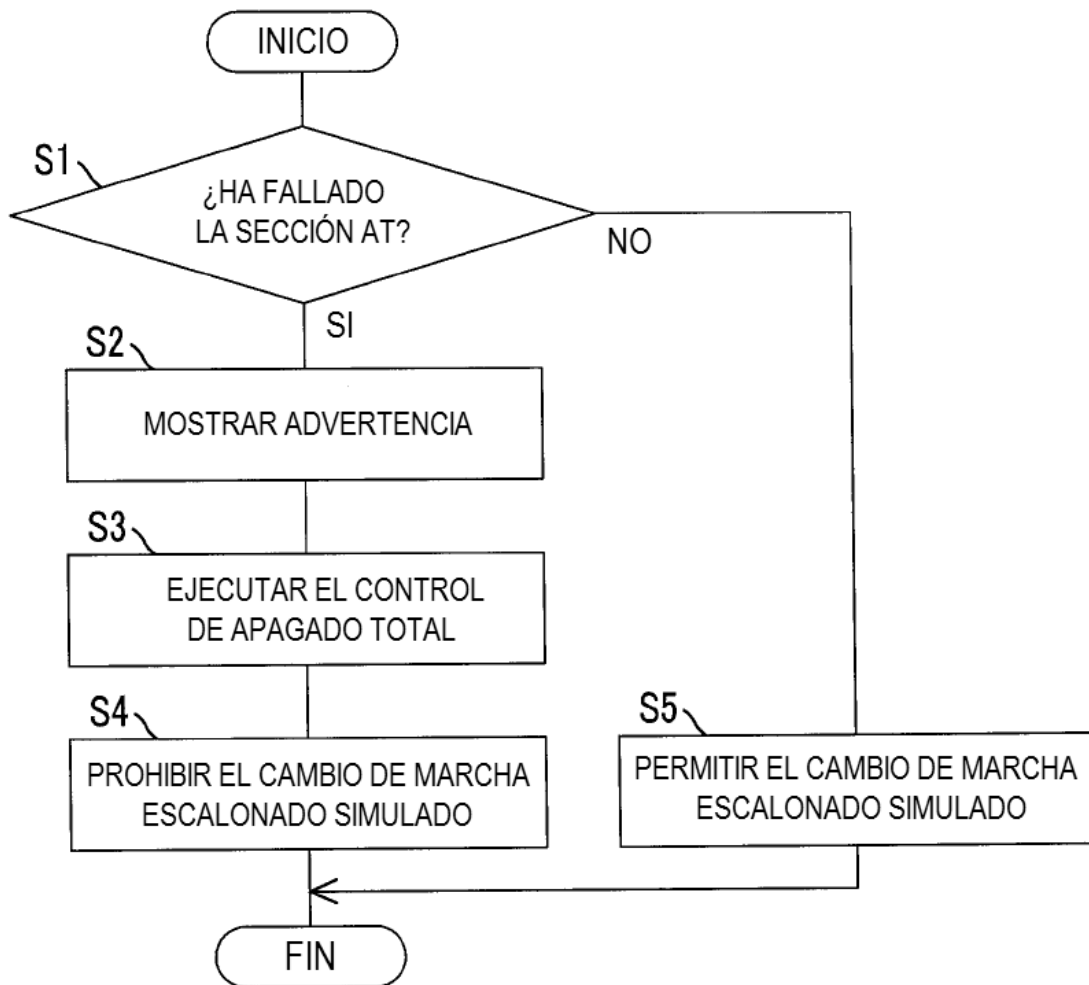 INICIO
S1
¿HA FALLADO
LA SECCIÓN AT?
NO
SI
S2
MOSTRAR ADVERTENCIA
S3
EJECUTAR EL CONTROL
DE APAGADO TOTAL
S4
PROHIBIR EL CAMBIO DE MARCHA
ESCALONADO SIMULADO
S5
PERMITIR EL CAMBIO DE MARCHA
ESCALONADO SIMULADO
FIN